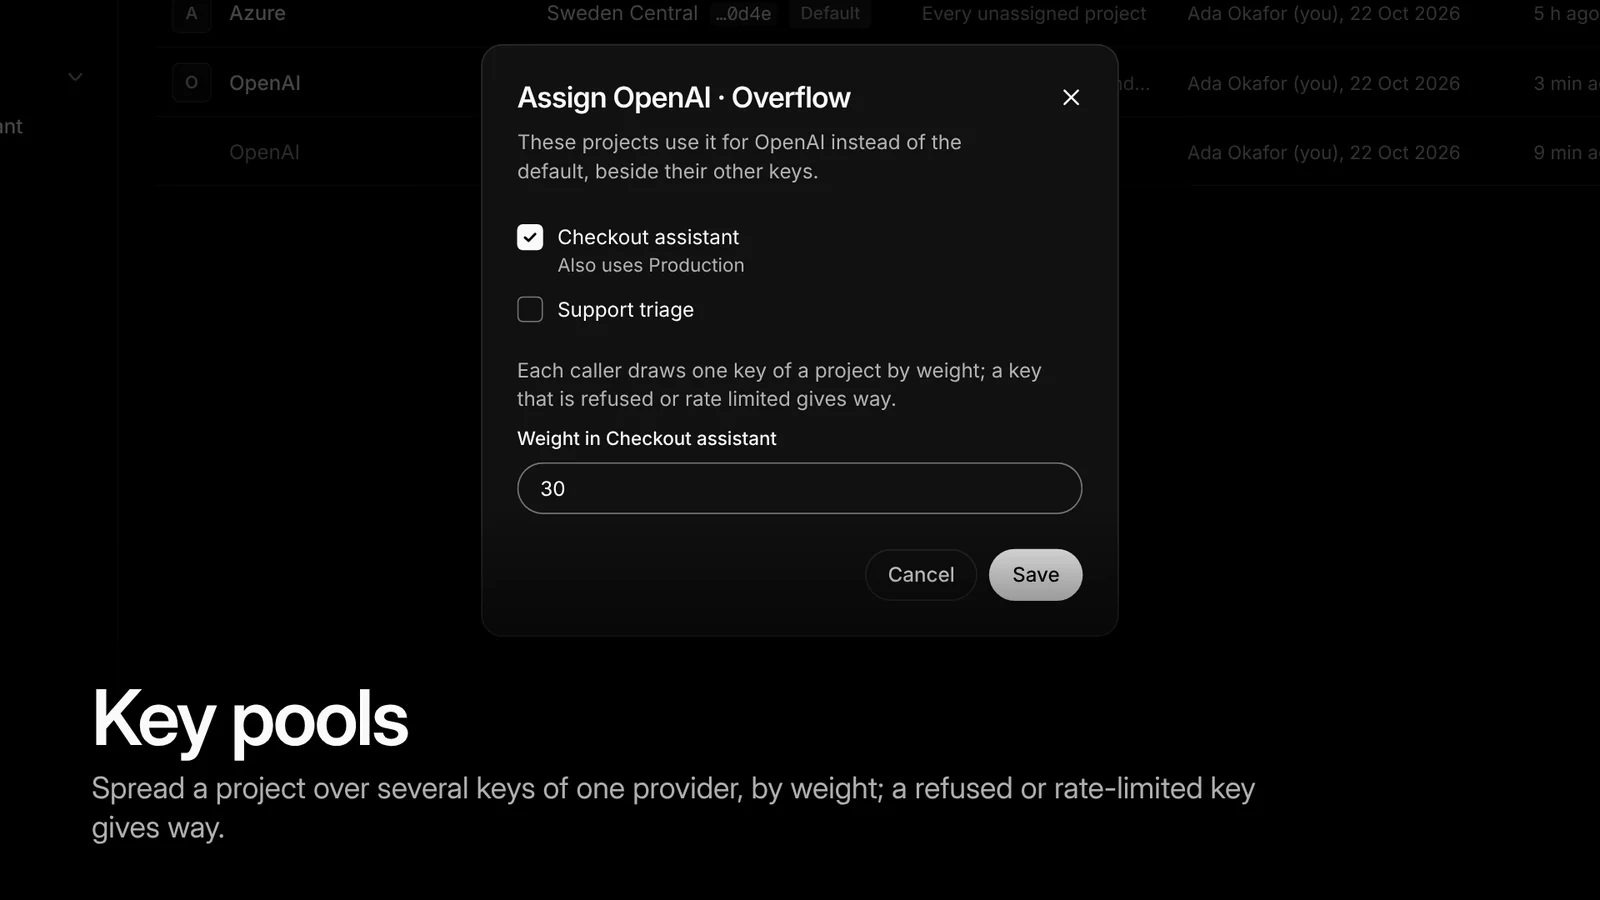 A Azure Sweden Central …0d4e Default Every unassigned project Ada Okafor (you), 22 Oct 2026 5 h ago
O OpenAI Ada Okafor (you), 22 Oct 2026 3 min a
OpenAI Ada Okafor (you), 22 Oct 2026 9 min a
Assign OpenAI · Overflow
These projects use it for OpenAI instead of the
default, beside their other keys.
Checkout assistant
Also uses Production
Support triage
Each caller draws one key of a project by weight; a key
that is refused or rate limited gives way.
Weight in Checkout assistant
30
Cancel Save
Key pools
Spread a project over several keys of one provider, by weight; a refused or rate-limited key
gives way.